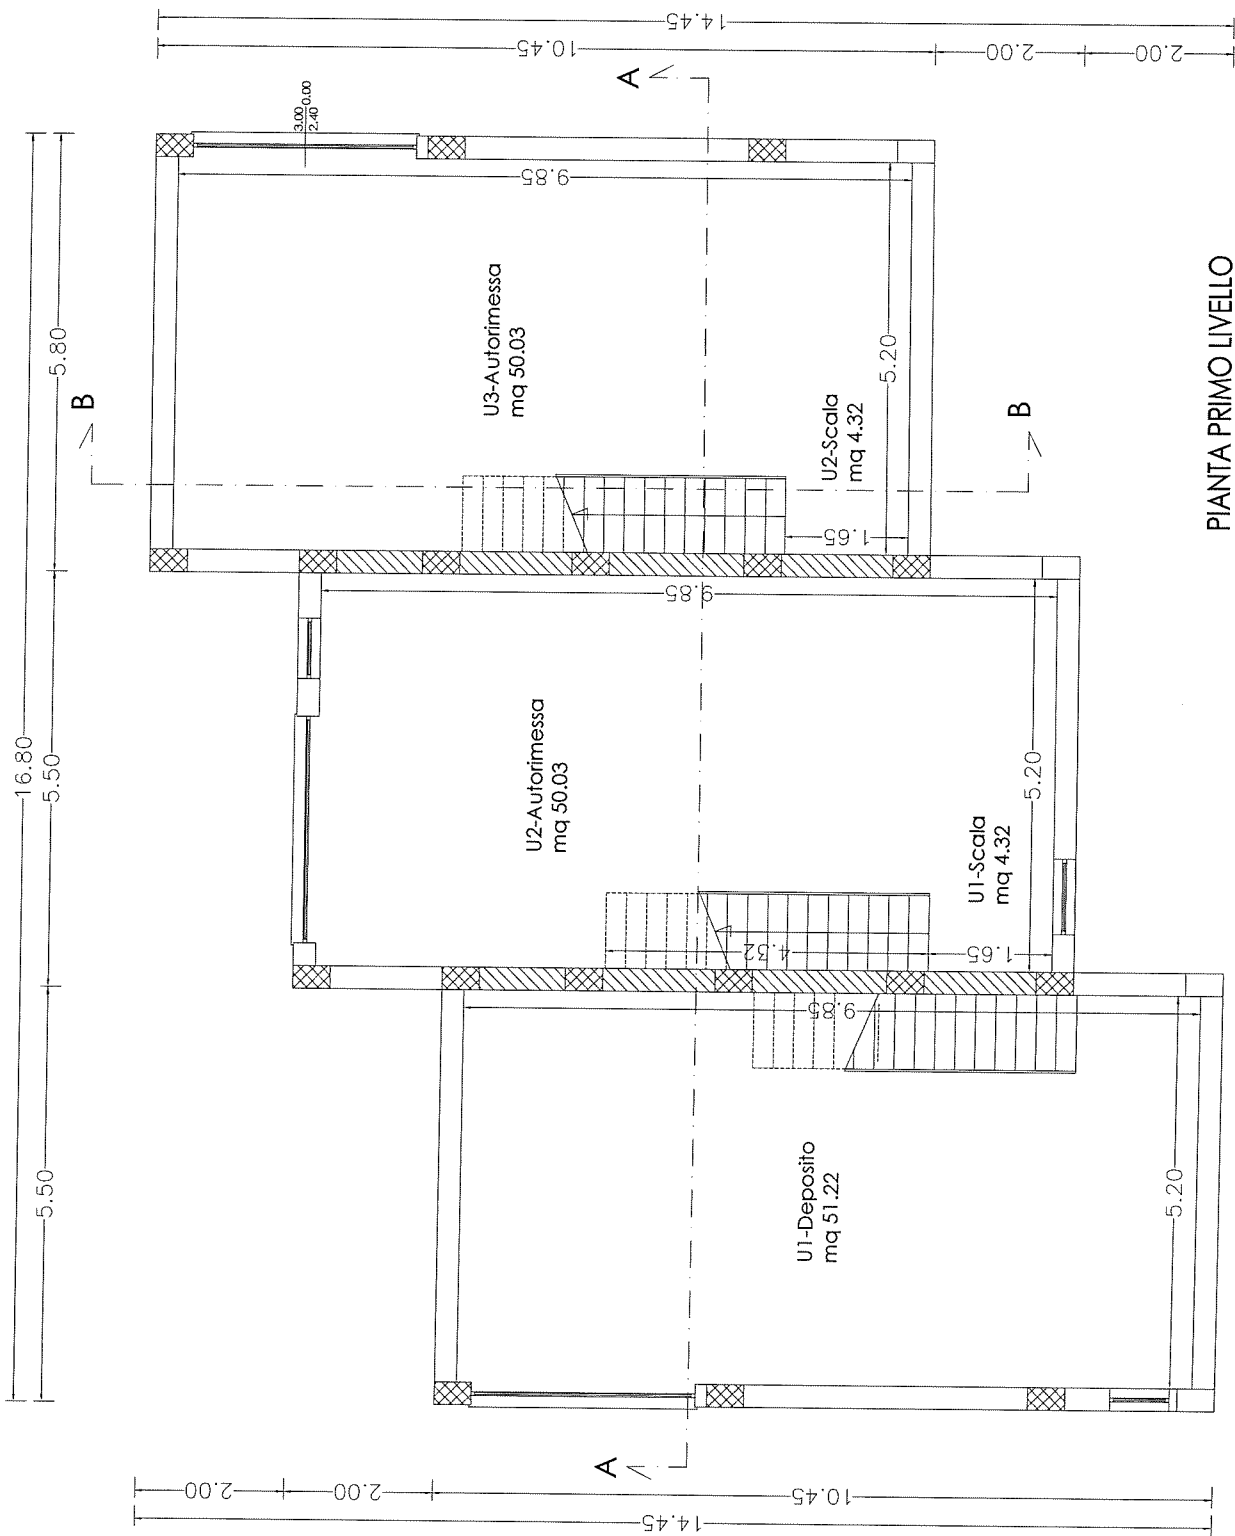 14.45
10.45
2.00
2.00
A
3.00
0.00
2.40
9.85
16.80
5.80
B
U3-Autorimessa
mq 50.03
U2-Scala
mq 4.32
5.20
B
1.65
PIANTA PRIMO LIVELLO
5.50
9.85
U2-Autorimessa
mq 50.03
5.20
U1-Scala
mq 4.32
4.32
1.65
5.50
9.85
U1-Deposito
mq 51.22
5.20
A
2.00
2.00
10.45
14.45